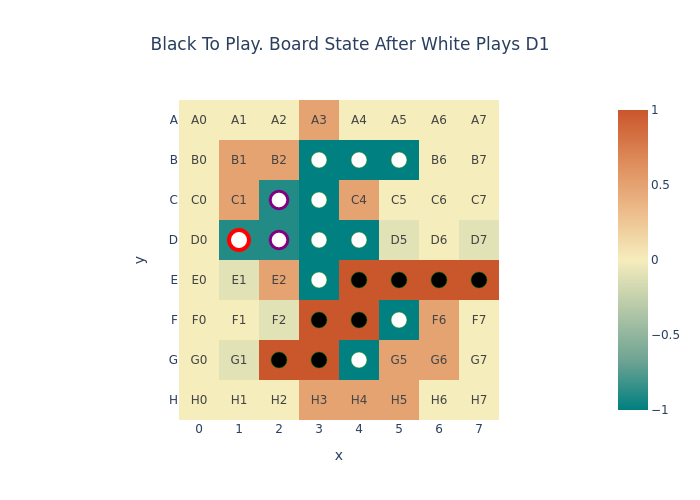 Black To Play. Board State After White Plays D1
A A0 A1 A2 A3 A4 A5 A6 A7
B B0 B1 B2 B6 B7
C C0 C1 C4 C5 C6 C7
D D0 D5 D6 D7
E E0 E1 E2
F F0 F1 F2 F6 F7
G G0 G1 G5 G6 G7
H H0 H1 H2 H3 H4 H5 H6 H7
0 1 2 3 4 5 6 7
x
y
1
0.5
0
−0.5
−1